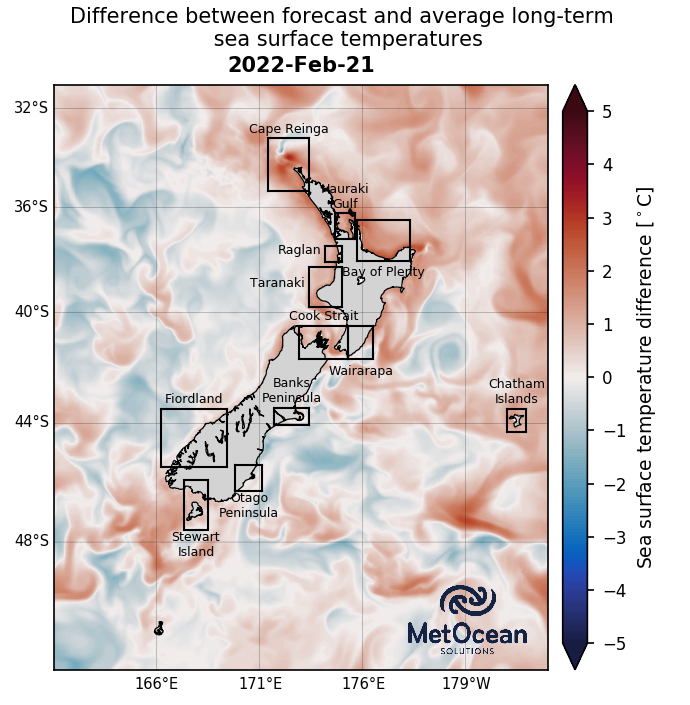 Difference between forecast and average long-term
sea surface temperatures
2022-Feb-21
32°S
36°S
40°S
44°S
48°S
Cape Reinga
Hauraki
Gulf
Raglan
Bay of Plenty
Taranaki
Cook Strait
Wairarapa
Banks
Peninsula
Fiordland
Chatham
Islands
Otago
Peninsula
Stewart
Island
MetOcean
SOLUTIONS
166°E
171°E
176°E
179°W
5
4
3
2
1
0
−1
−2
−3
−4
−5
Sea surface temperature difference [°C]